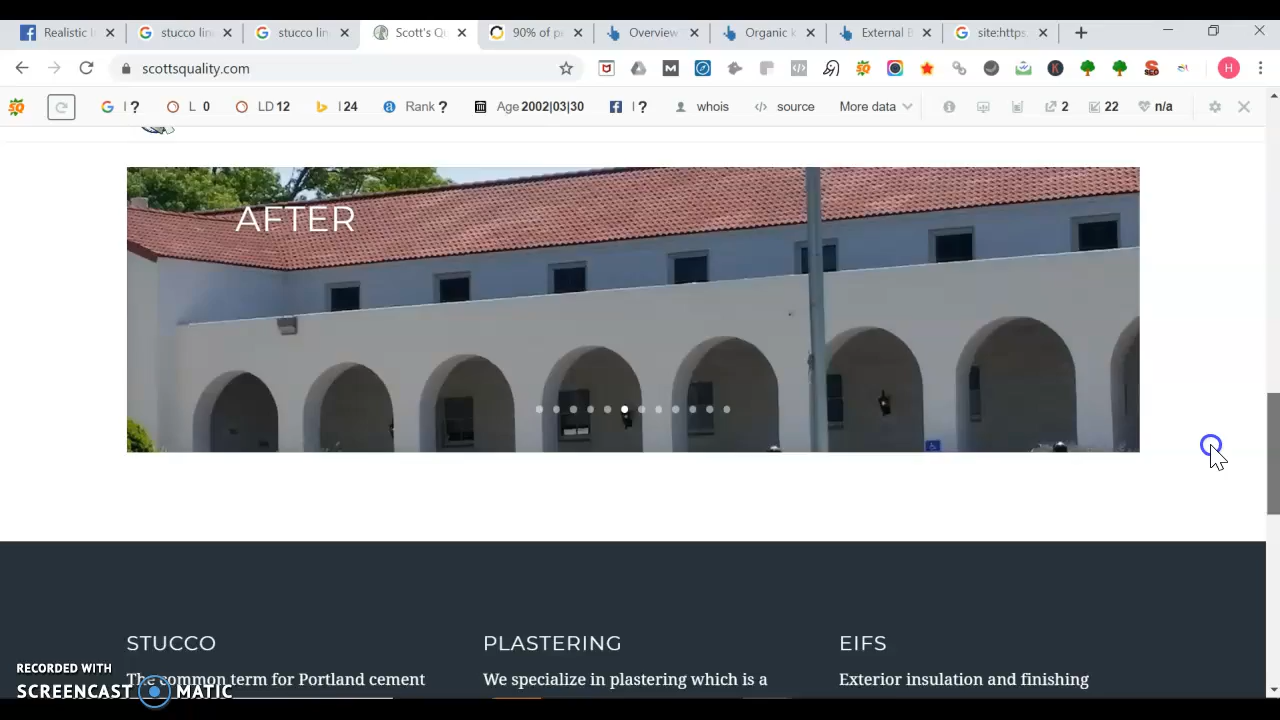 Realistic
stucco lin
stucco lin
Scott's Qu
90% of p
Overview
Organic k
External B
site:https
scottsquality.com
H
I ?
L 0
LD 12
I 24
Rank ?
Age 2002|03|30
I ?
whois
source
More data
2
22
n/a
AFTER
STUCCO
PLASTERING
EIFS
The common term for Portland cement
We specialize in plastering which is a
Exterior insulation and finishing
RECORDED WITH
SCREENCAST MATIC